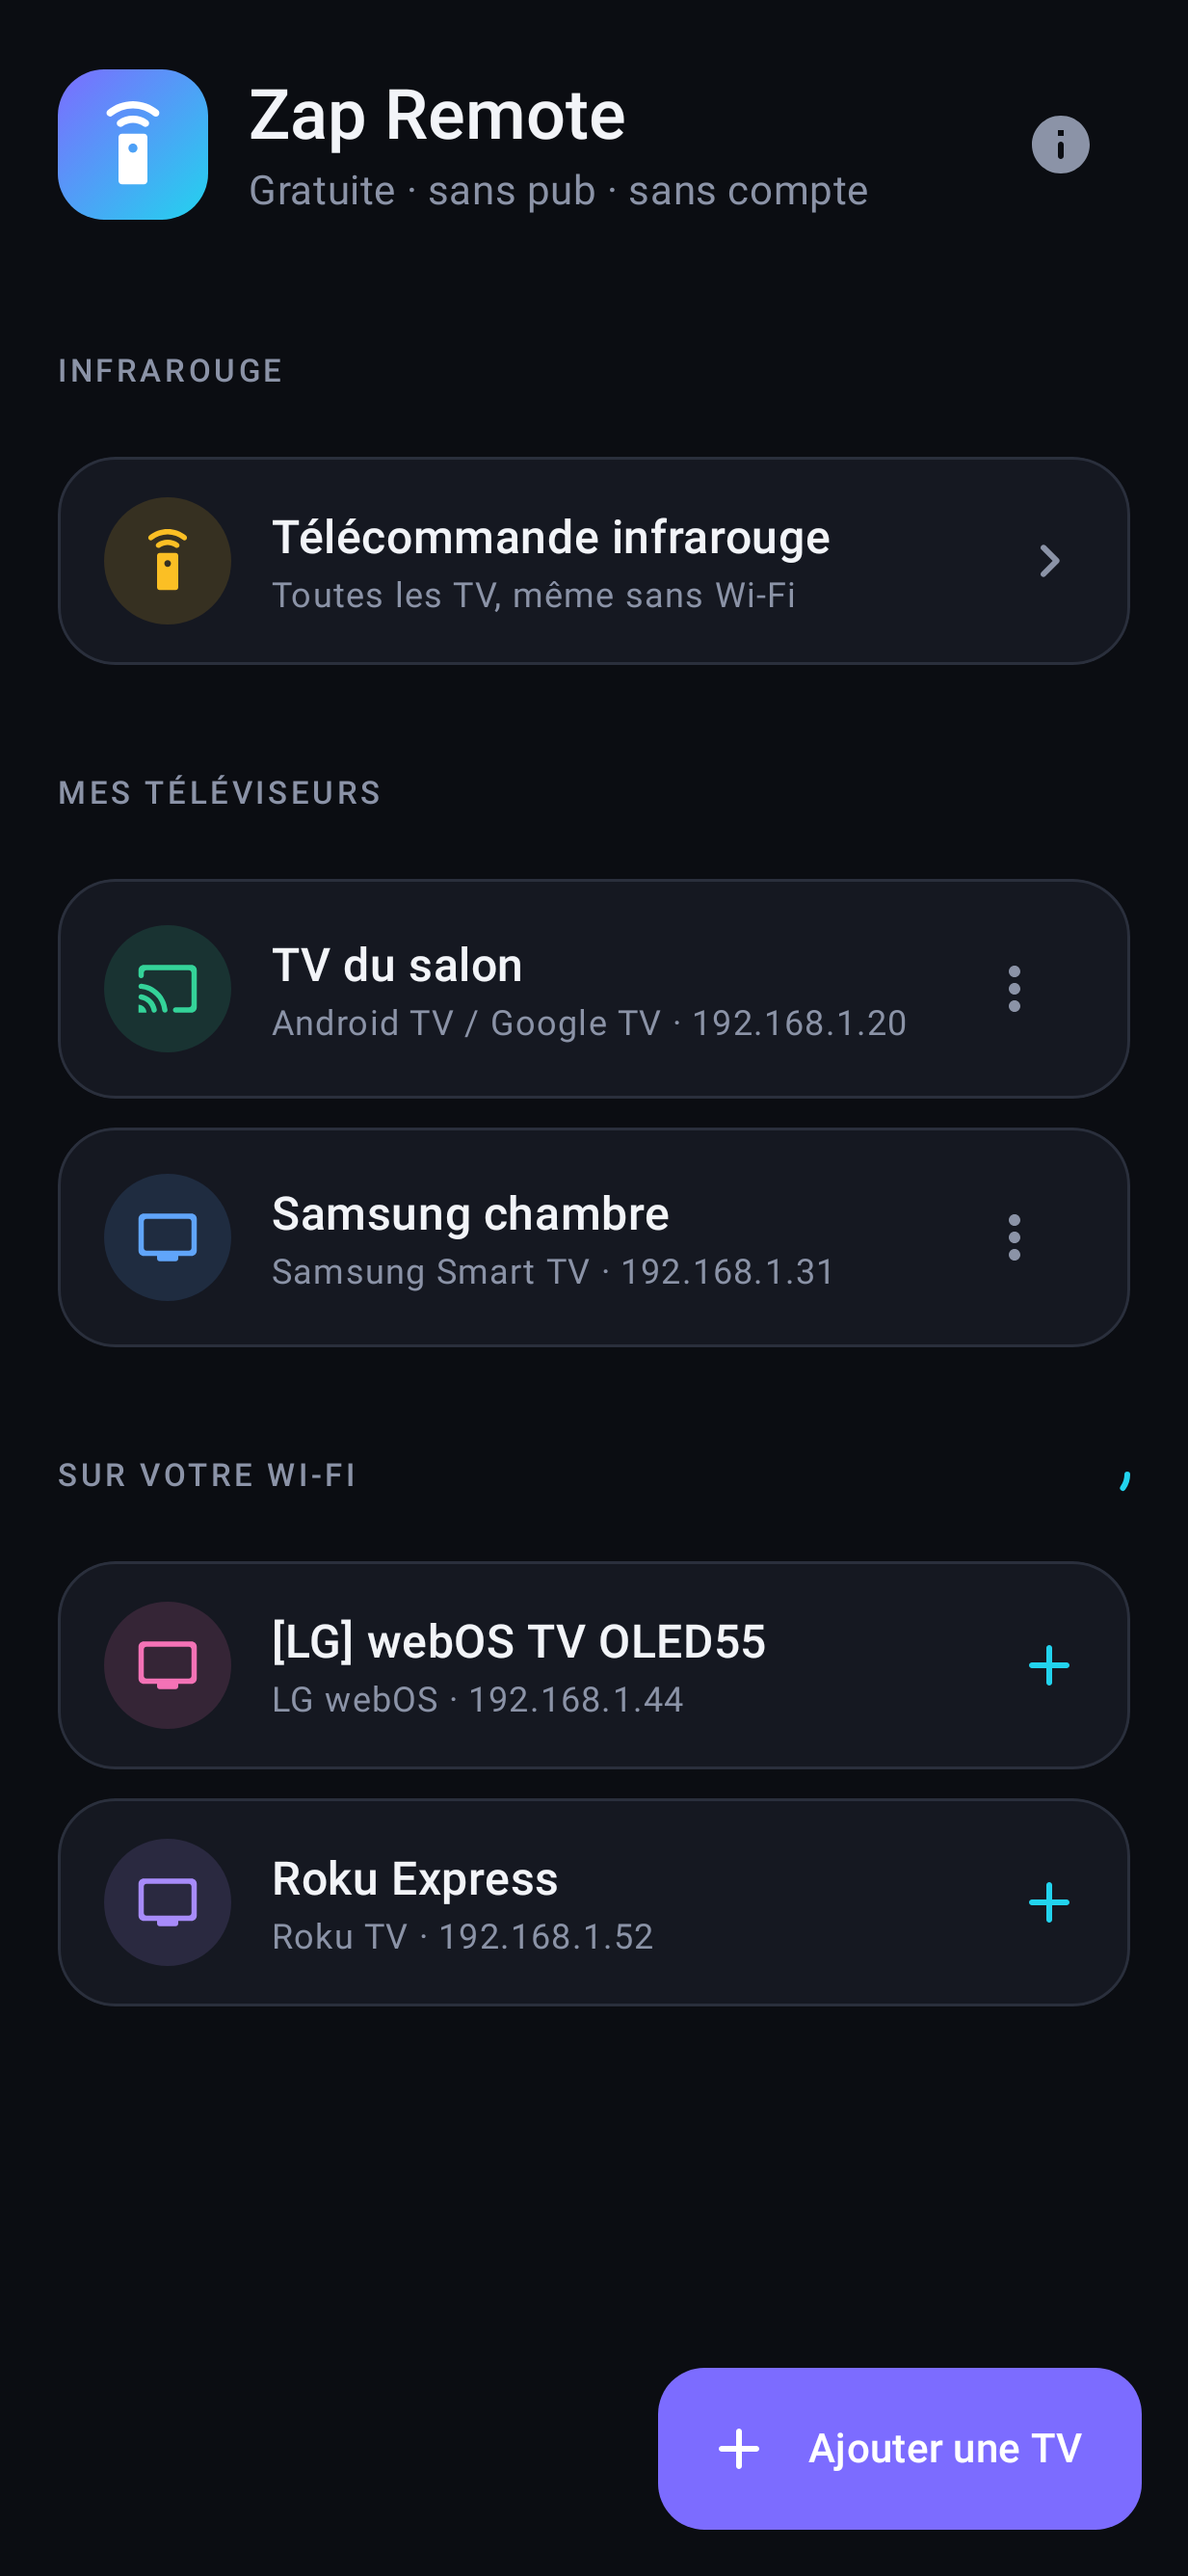 Zap Remote
Gratuite · sans pub · sans compte
INFRAROUGE
Télécommande infrarouge
Toutes les TV, même sans Wi-Fi
MES TÉLÉVISEURS
TV du salon
Android TV / Google TV · 192.168.1.20
Samsung chambre
Samsung Smart TV · 192.168.1.31
SUR VOTRE WI-FI
[LG] webOS TV OLED55
LG webOS · 192.168.1.44
Roku Express
Roku TV · 192.168.1.52
Ajouter une TV